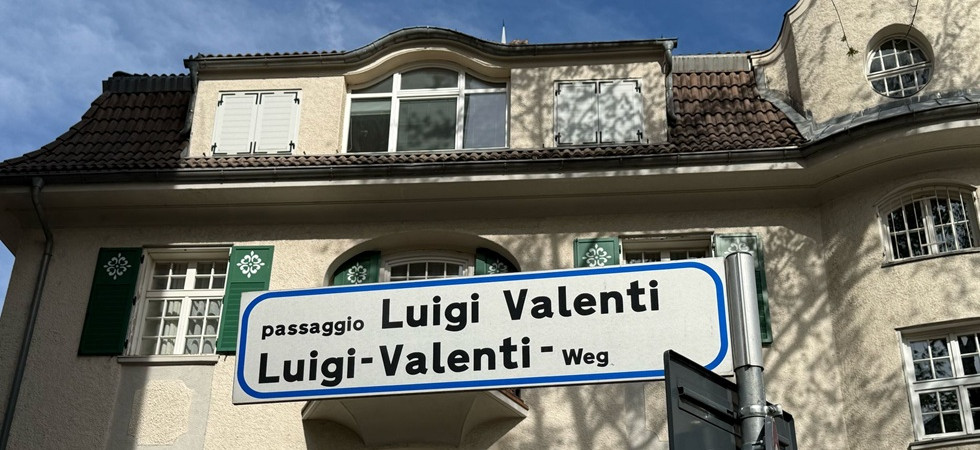 passaggio Luigi Valenti
Luigi-Valenti- Weg